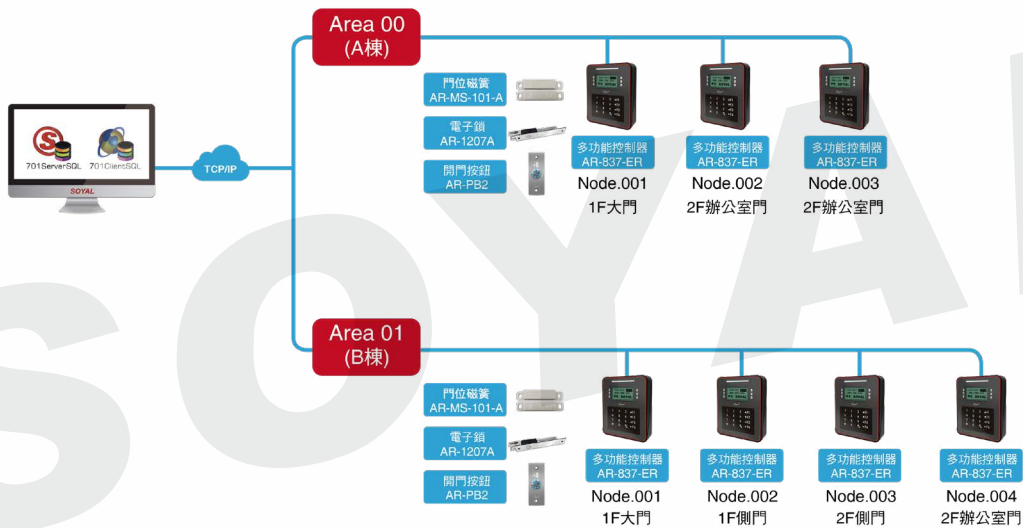 Area 00
(A棟)
門位磁簧
AR-MS-101-A
電子鎖
AR-1207A
開門按鈕
AR-PB2
多功能控制器
AR-837-ER
Node.001
1F大門
多功能控制器
AR-837-ER
Node.002
2F辦公室門
多功能控制器
AR-837-ER
Node.003
2F辦公室門
701ServerSQL
701ClientSQL
SOYAL
TCP/IP
Area 01
(B棟)
門位磁簧
AR-MS-101-A
電子鎖
AR-1207A
開門按鈕
AR-PB2
多功能控制器
AR-837-ER
Node.001
1F大門
多功能控制器
AR-837-ER
Node.002
1F側門
多功能控制器
AR-837-ER
Node.003
2F側門
多功能控制器
AR-837-ER
Node.004
2F辦公室門
SOYAL